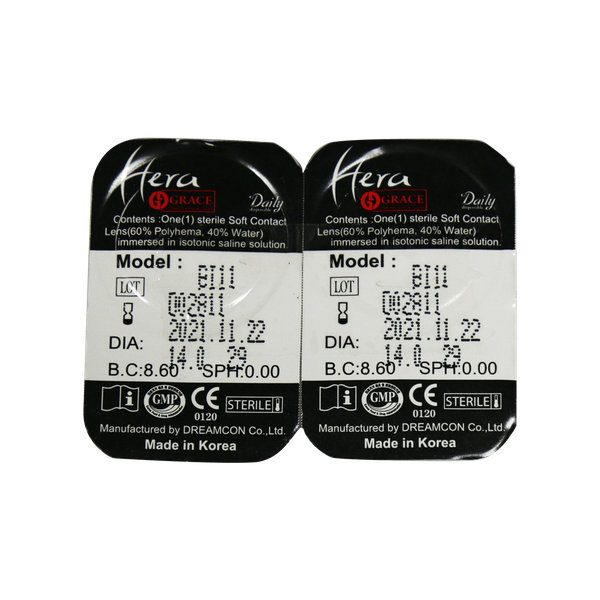 Hera
GRACE
Daily
disposable
Contents :One(1) sterile Soft Contact
Lens(60% Polyhema, 40% Water)
immersed in isotonic saline solution.
Model :
LOT
2021.11.22
DIA: 14.0
B.C:8.60 SPH:0.00
GMP
CE
0120
STERILE
Manufactured by DREAMCON Co.,Ltd.
Made in Korea
Hera
GRACE
Daily
disposable
Contents :One(1) sterile Soft Contact
Lens(60% Polyhema, 40% Water)
immersed in isotonic saline solution.
Model :
LOT
2021.11.22
DIA: 14.0
B.C:8.60 SPH:0.00
GMP
CE
0120
STERILE
Manufactured by DREAMCON Co.,Ltd.
Made in Korea